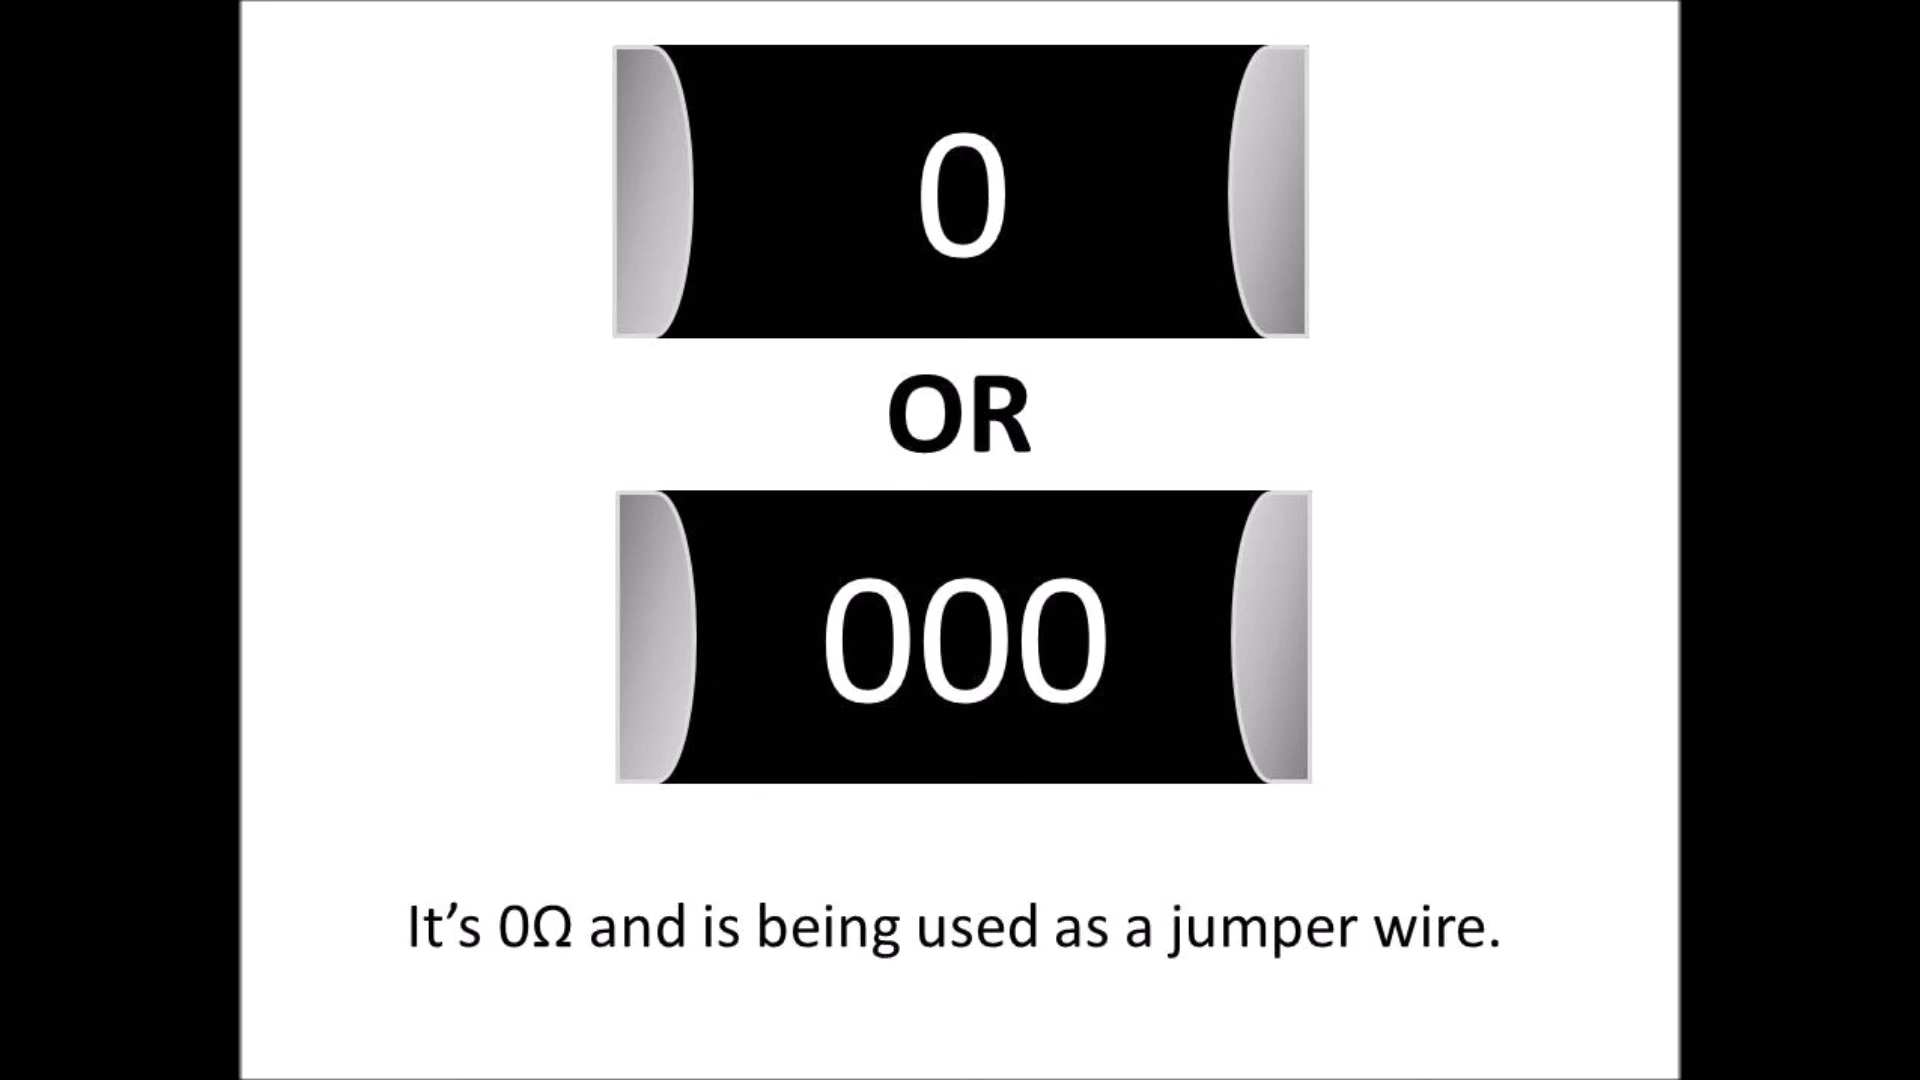 0
OR
000
It’s 0Ω and is being used as a jumper wire.